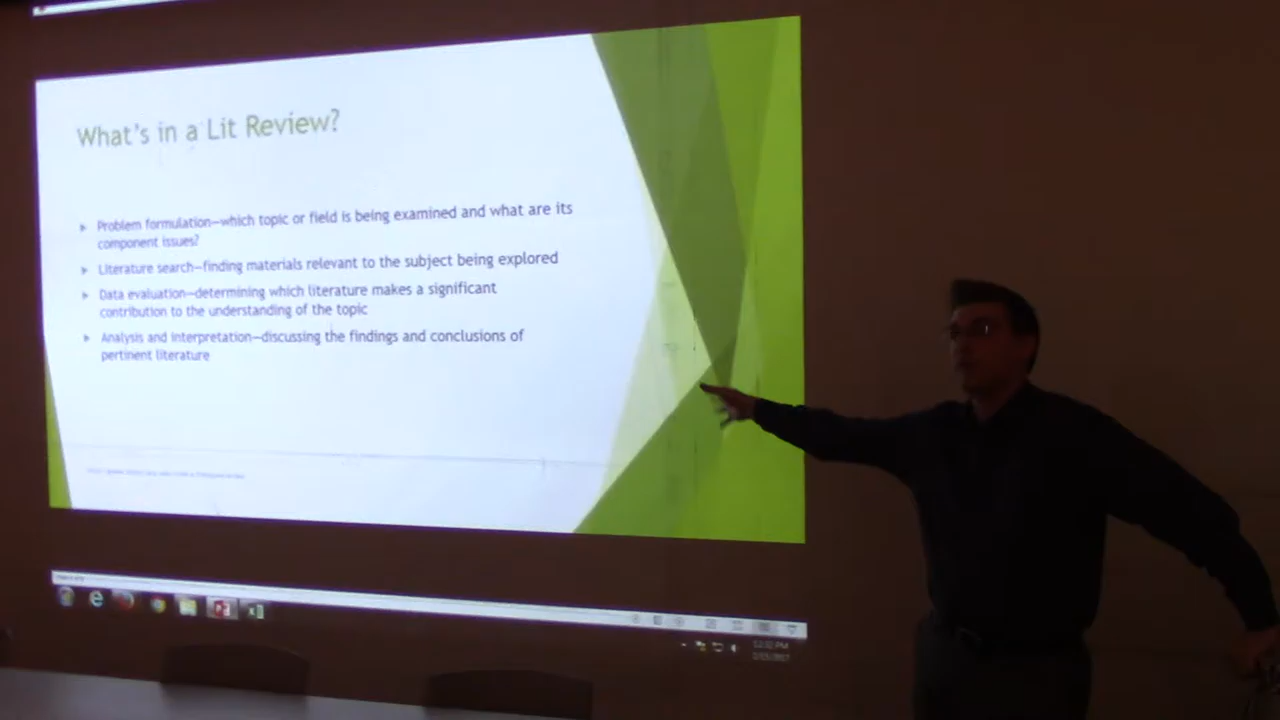 What's in a Lit Review?
Problem formulation—which topic or field is being examined and what are its
component issues?
Literature search—finding materials relevant to the subject being explored
Data evaluation—determining which literature makes a significant
contribution to the understanding of the topic
Analysis and interpretation—discussing the findings and conclusions of
pertinent literature